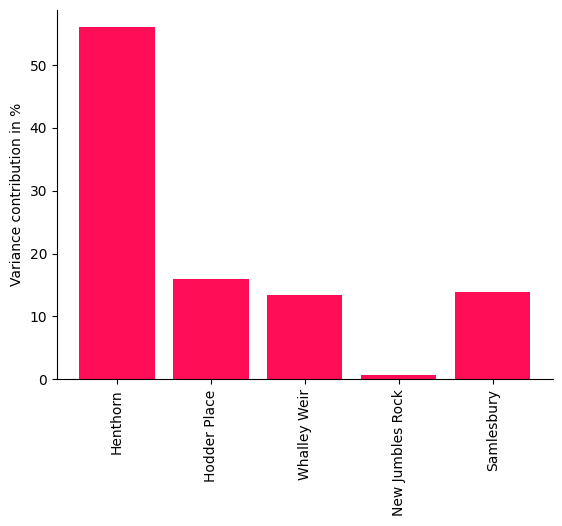 Variance contribution in %
50
40
30
20
10
0
Henthorn
Hodder Place
Whalley Weir
New Jumbles Rock
Samlesbury